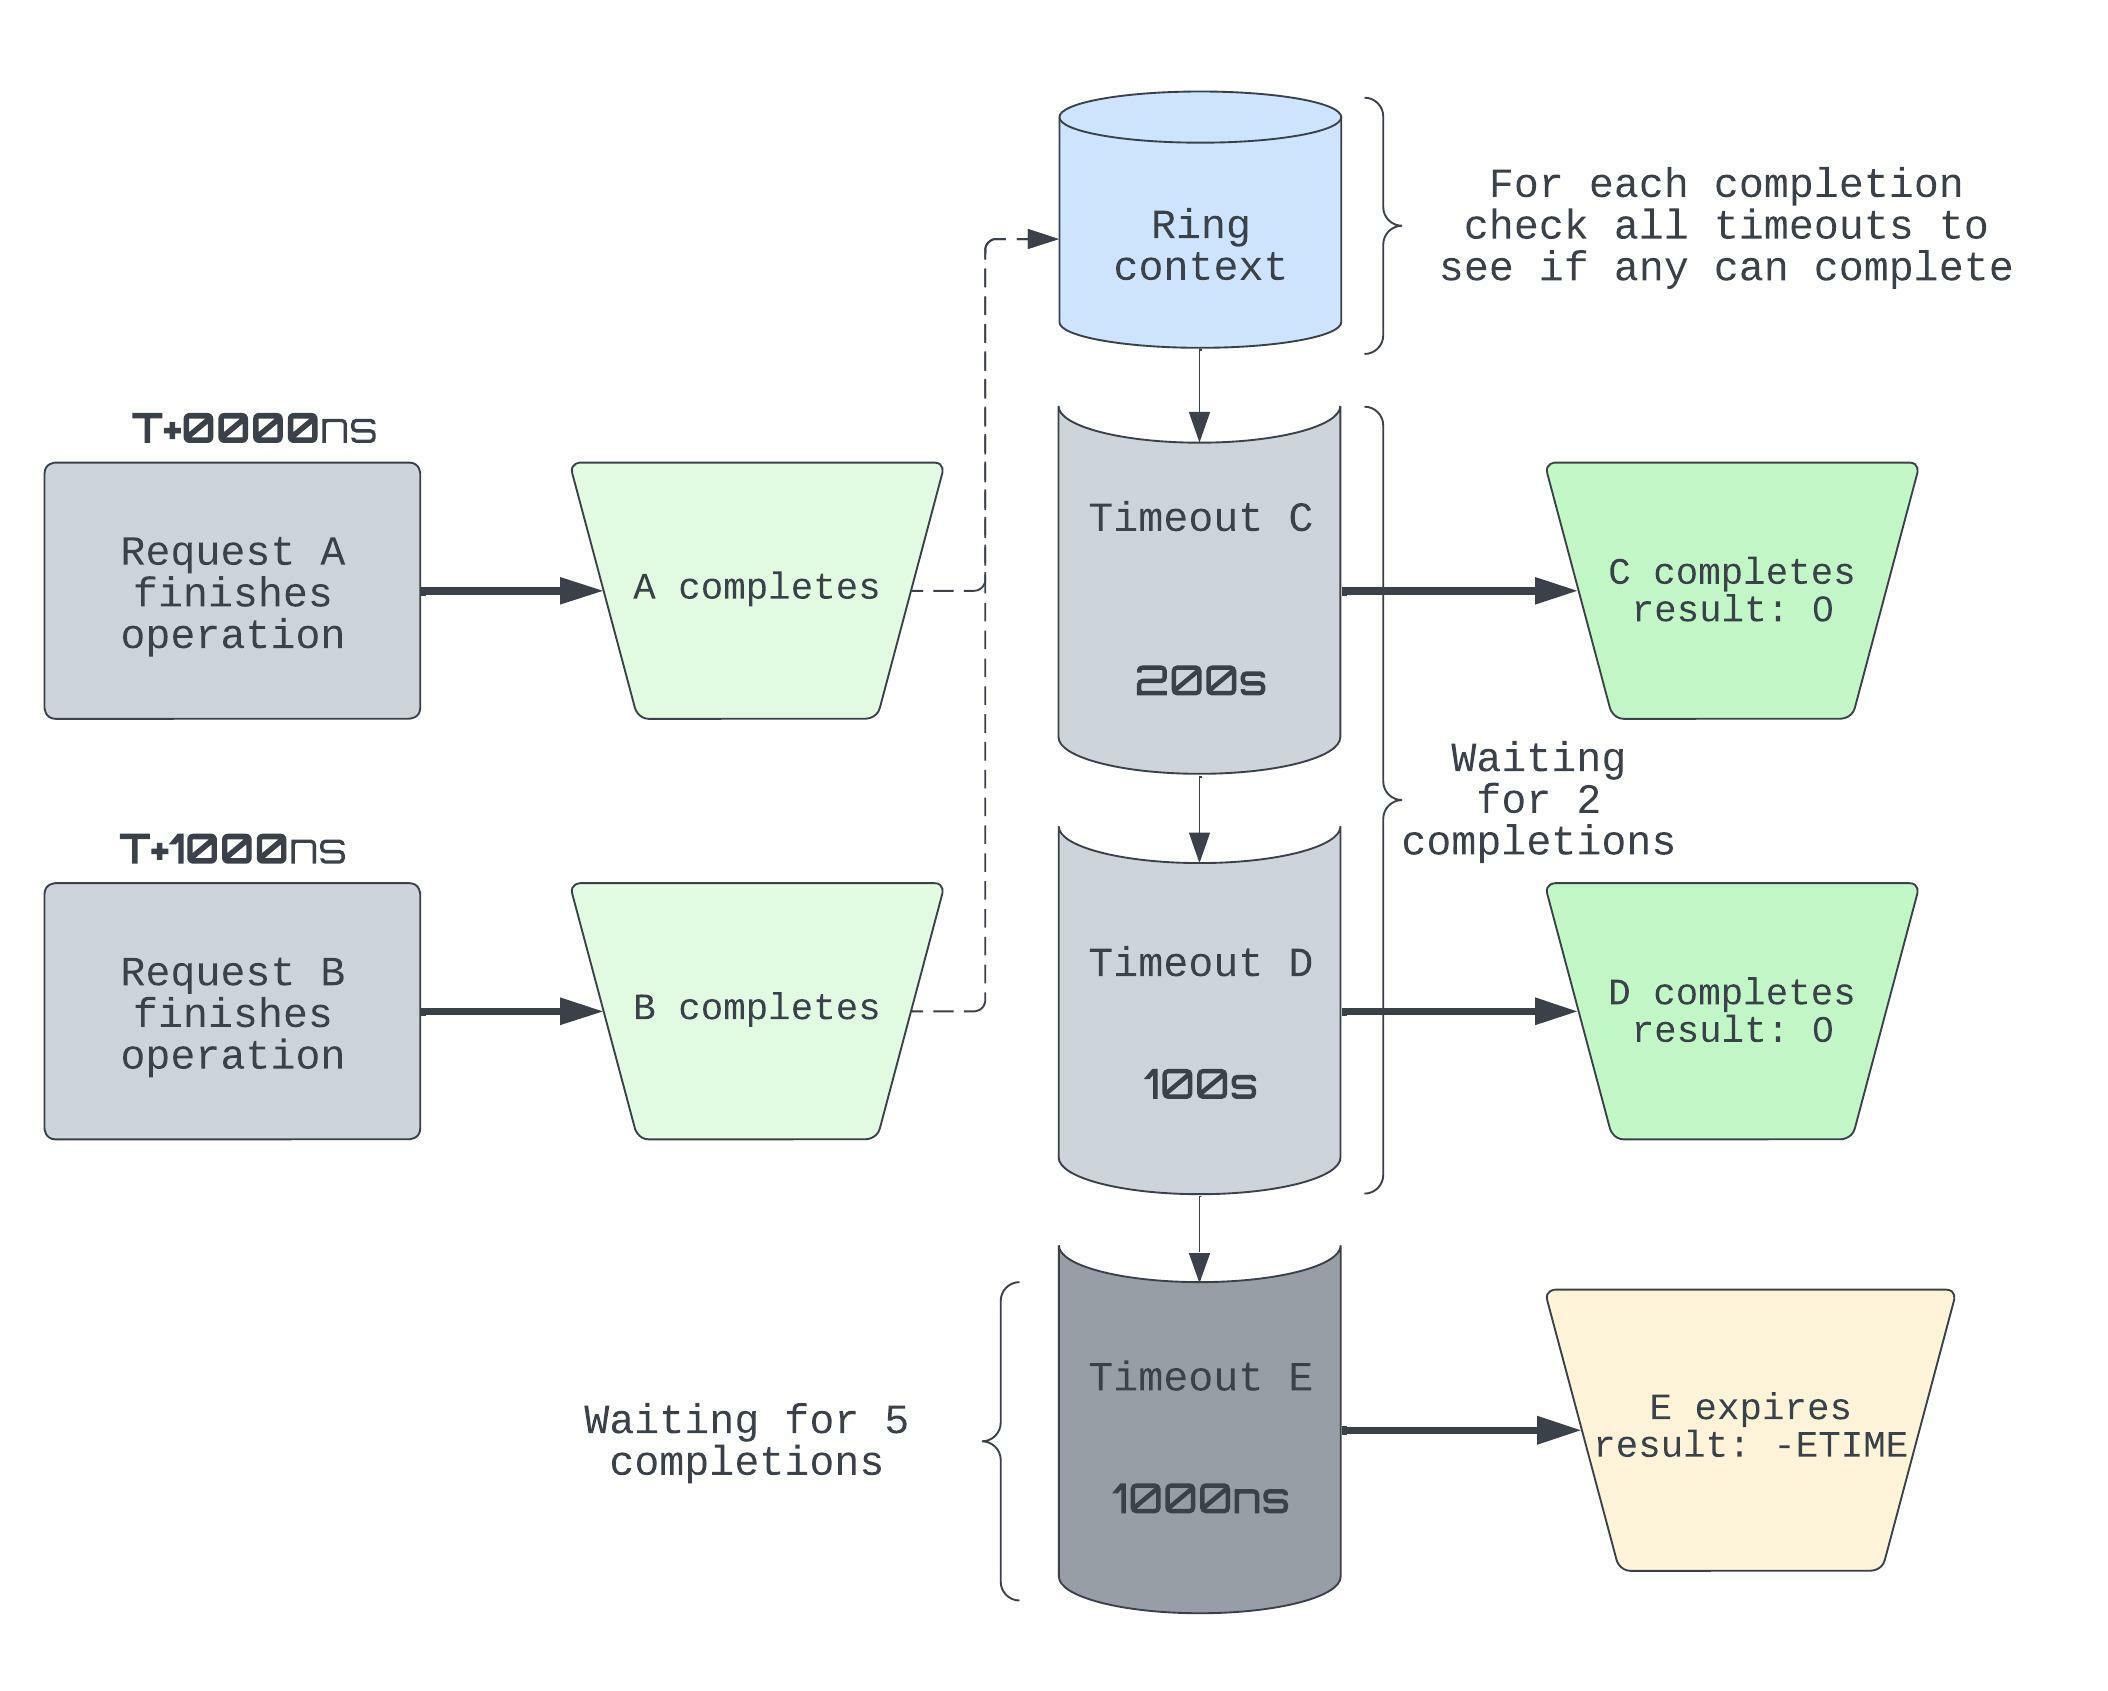 Ring
context
For each completion
check all timeouts to
see if any can complete
T+0000ns
Request A
finishes
operation
A completes
Timeout C
200s
C completes
result: 0
Waiting
for 2
completions
T+1000ns
Request B
finishes
operation
B completes
Timeout D
100s
D completes
result: 0
Waiting for 5
completions
Timeout E
1000ns
E expires
result: -ETIME